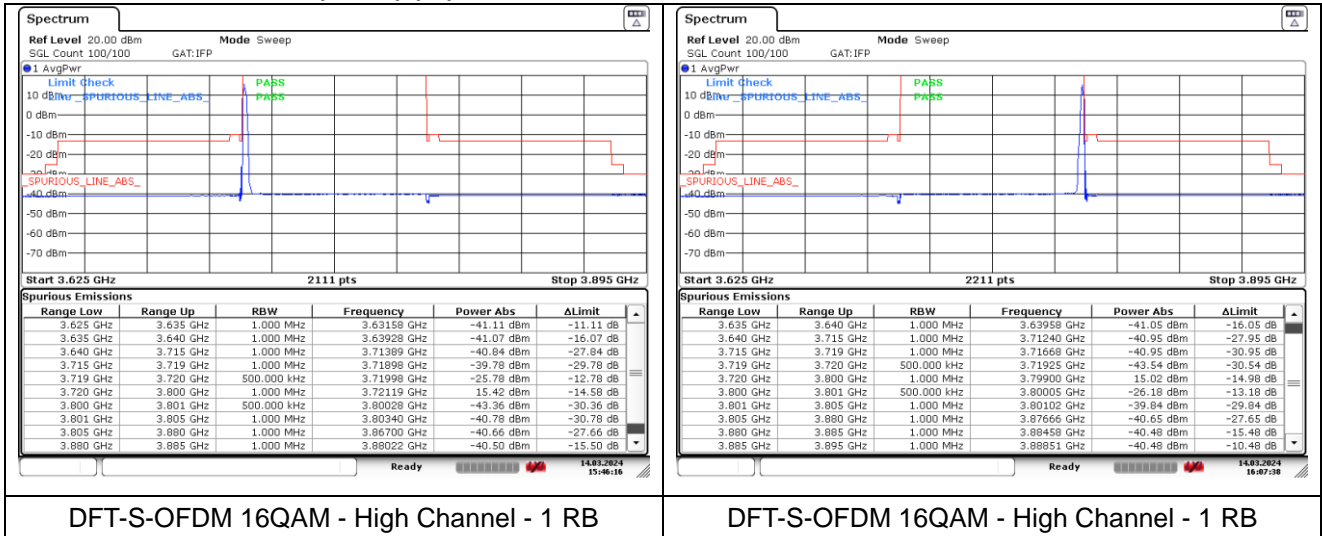 Spectrum
Ref Level 20.00 dBm Mode Sweep
SGL Count 100/100 GAT:IFP
1 AvgPwr
Limit Check PASS
Line _SPURIOUS_LINE_ABS_ PASS
10 dBm
0 dBm
-10 dBm
-20 dBm
-30 dBm
_SPURIOUS_LINE_ABS_
-40 dBm
-50 dBm
-60 dBm
-70 dBm
Start 3.625 GHz 2111 pts Stop 3.895 GHz
Spurious Emissions
Range Low Range Up RBW Frequency Power Abs ΔLimit
3.625 GHz 3.635 GHz 1.000 MHz 3.63158 GHz -41.11 dBm -11.11 dB
3.635 GHz 3.640 GHz 1.000 MHz 3.63928 GHz -41.07 dBm -16.07 dB
3.640 GHz 3.715 GHz 1.000 MHz 3.71389 GHz -40.84 dBm -27.84 dB
3.715 GHz 3.719 GHz 1.000 MHz 3.71898 GHz -39.78 dBm -29.78 dB
3.719 GHz 3.720 GHz 500.000 kHz 3.71998 GHz -25.78 dBm -12.78 dB
3.720 GHz 3.800 GHz 1.000 MHz 3.72119 GHz 15.42 dBm -14.58 dB
3.800 GHz 3.801 GHz 500.000 kHz 3.80028 GHz -43.36 dBm -30.36 dB
3.801 GHz 3.805 GHz 1.000 MHz 3.80340 GHz -40.78 dBm -30.78 dB
3.805 GHz 3.880 GHz 1.000 MHz 3.86700 GHz -40.66 dBm -27.66 dB
3.880 GHz 3.885 GHz 1.000 MHz 3.88022 GHz -40.50 dBm -15.50 dB
Ready 14.03.2024
15:46:16
DFT-S-OFDM 16QAM - High Channel - 1 RB
Spectrum
Ref Level 20.00 dBm Mode Sweep
SGL Count 100/100 GAT:IFP
1 AvgPwr
Limit Check PASS
Line _SPURIOUS_LINE_ABS_ PASS
10 dBm
0 dBm
-10 dBm
-20 dBm
-30 dBm
_SPURIOUS_LINE_ABS_
-40 dBm
-50 dBm
-60 dBm
-70 dBm
Start 3.625 GHz 2211 pts Stop 3.895 GHz
Spurious Emissions
Range Low Range Up RBW Frequency Power Abs ΔLimit
3.635 GHz 3.640 GHz 1.000 MHz 3.63958 GHz -41.05 dBm -16.05 dB
3.640 GHz 3.715 GHz 1.000 MHz 3.71240 GHz -40.95 dBm -27.95 dB
3.715 GHz 3.719 GHz 1.000 MHz 3.71668 GHz -40.95 dBm -30.95 dB
3.719 GHz 3.720 GHz 500.000 kHz 3.71925 GHz -43.54 dBm -30.54 dB
3.720 GHz 3.800 GHz 1.000 MHz 3.79900 GHz 15.02 dBm -14.98 dB
3.800 GHz 3.801 GHz 500.000 kHz 3.80005 GHz -26.18 dBm -13.18 dB
3.801 GHz 3.805 GHz 1.000 MHz 3.80102 GHz -39.84 dBm -29.84 dB
3.805 GHz 3.880 GHz 1.000 MHz 3.87666 GHz -40.65 dBm -27.65 dB
3.880 GHz 3.885 GHz 1.000 MHz 3.88458 GHz -40.48 dBm -15.48 dB
3.885 GHz 3.895 GHz 1.000 MHz 3.88851 GHz -40.48 dBm -10.48 dB
Ready 14.03.2024
16:07:38
DFT-S-OFDM 16QAM - High Channel - 1 RB